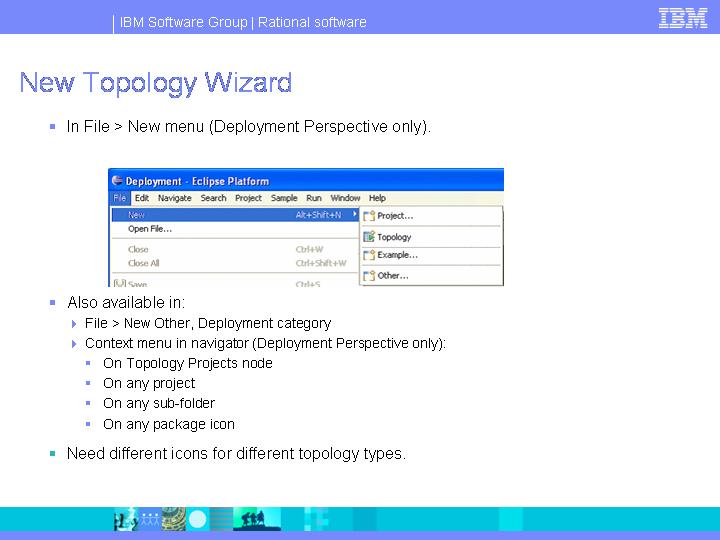 IBM Software Group | Rational software
IBM
New Topology Wizard
In File > New menu (Deployment Perspective only).
Deployment - Eclipse Platform
File Edit Navigate Search Project Sample Run Window Help
New Alt+Shift+N
Project...
Open File...
Topology
Close Ctrl+W
Example...
Close All Ctrl+Shift+W
Other...
Save Ctrl+S
Also available in:
File > New Other, Deployment category
Context menu in navigator (Deployment Perspective only):
On Topology Projects node
On any project
On any sub-folder
On any package icon
Need different icons for different topology types.